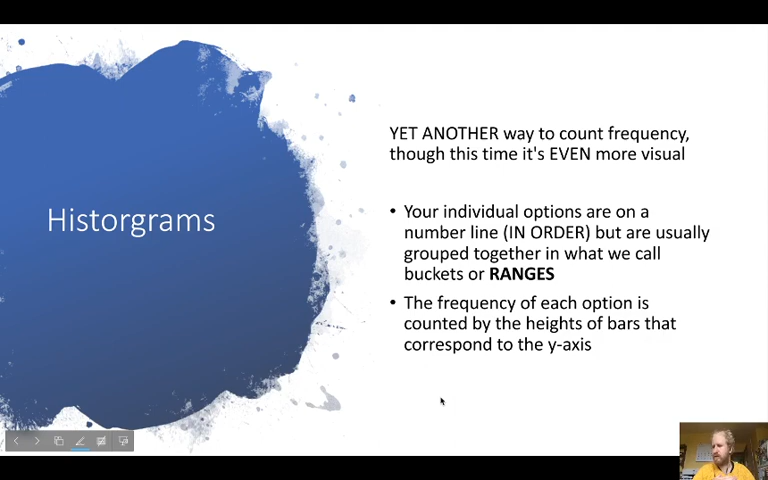 Historgrams
YET ANOTHER way to count frequency,
though this time it's EVEN more visual
• Your individual options are on a
number line (IN ORDER) but are usually
grouped together in what we call
buckets or RANGES
• The frequency of each option is
counted by the heights of bars that
correspond to the y-axis